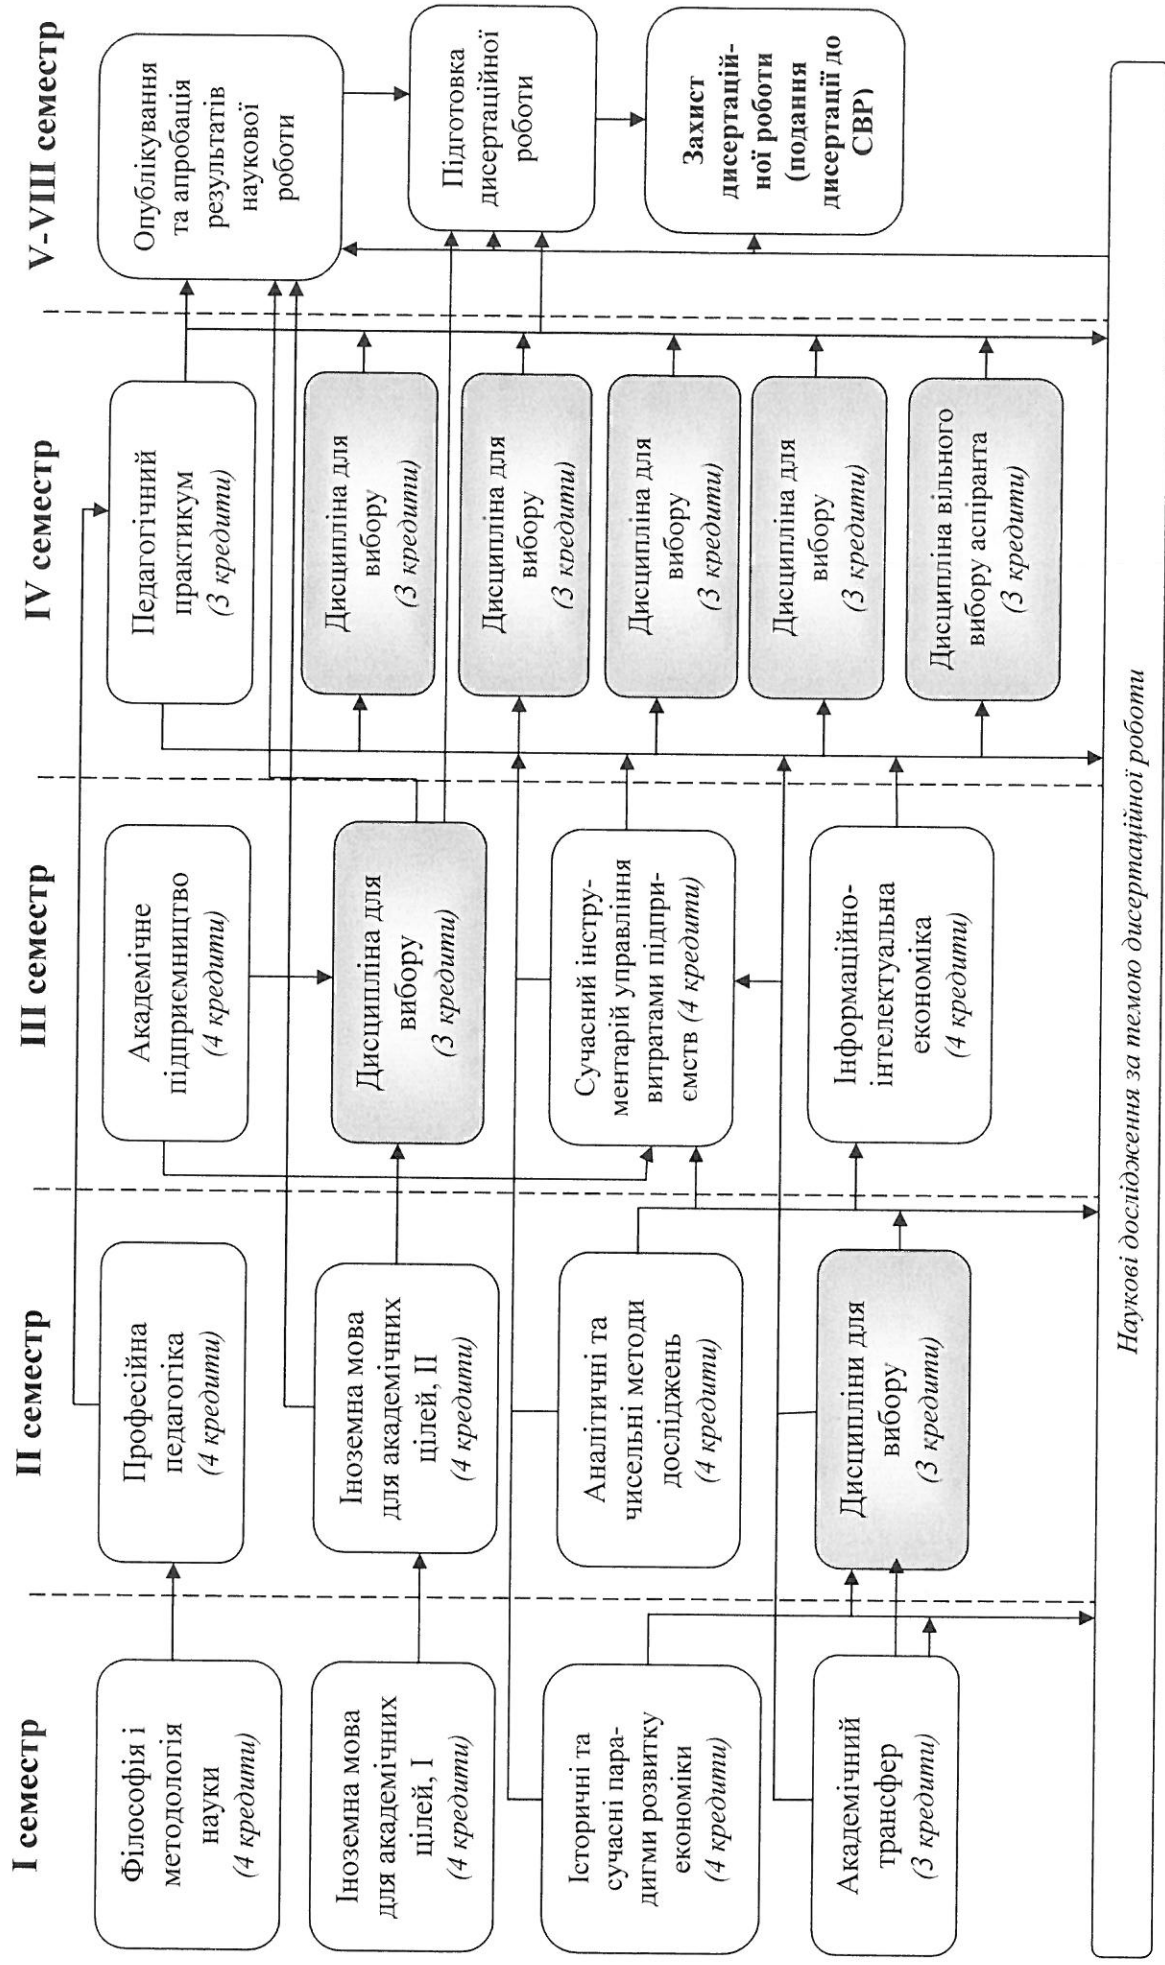 I семестр
Філософія і
методологія
науки
(4 кредити)
Іноземна мова
для академічних
цілей, I
(4 кредити)
Історичні та
сучасні пара-
дигми розвитку
економіки
(4 кредити)
Академічний
трансфер
(3 кредити)
II семестр
Професійна
педагогіка
(4 кредити)
Іноземна мова
для академічних
цілей, II
(4 кредити)
Аналітичні та
чисельні методи
досліджень
(4 кредити)
Дисципліни для
вибору
(3 кредити)
III семестр
Академічне
підприємництво
(4 кредити)
Дисципліна для
вибору
(3 кредити)
Сучасний інстру-
ментарій управління
витратами підпри-
ємств (4 кредити)
Інформаційно-
інтелектуальна
економіка
(4 кредити)
IV семестр
Педагогічний
практикум
(3 кредити)
Дисципліна для
вибору
(3 кредити)
Дисципліна для
вибору
(3 кредити)
Дисципліна для
вибору
(3 кредити)
Дисципліна для
вибору
(3 кредити)
Дисципліна вільного
вибору аспіранта
(3 кредити)
V-VIII семестр
Опублікування
та апробація
результатів
наукової
роботи
Підготовка
дисертаційної
роботи
Захист
дисертацій-
ної роботи
(подання
дисертації до
СВР)
Наукові дослідження за темою дисертаційної роботи